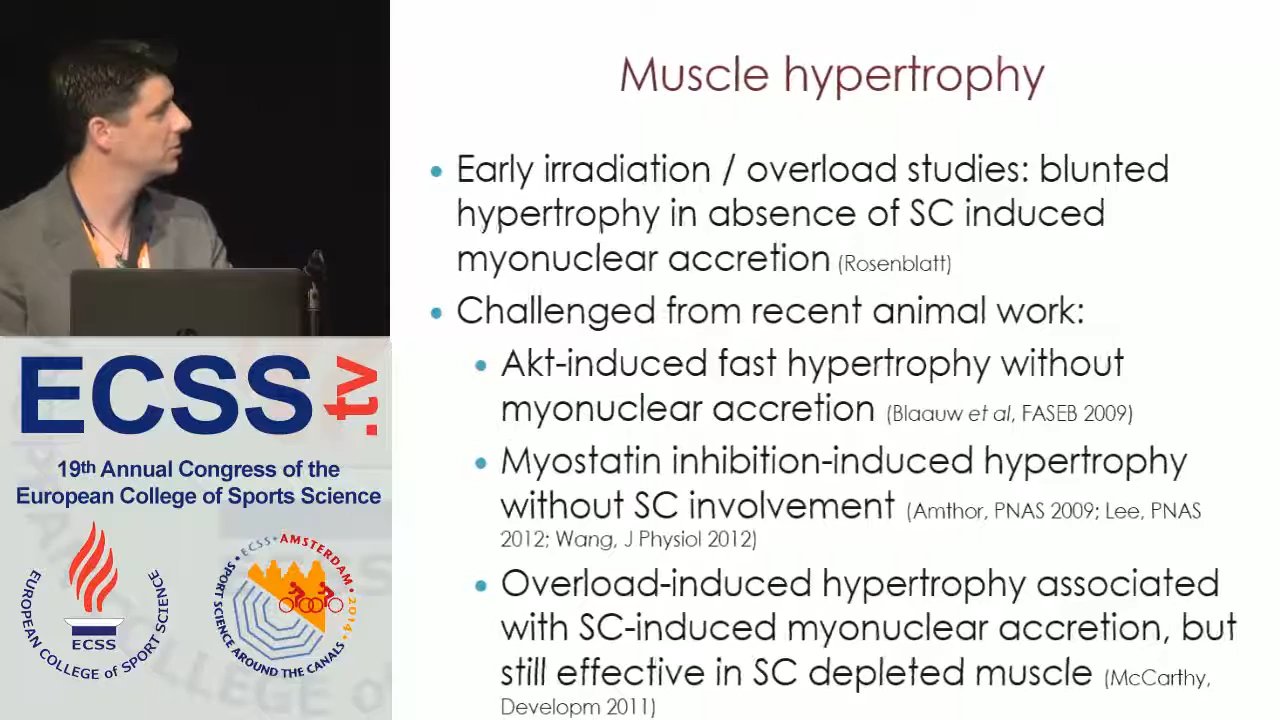 Muscle hypertrophy
• Early irradiation / overload studies: blunted
hypertrophy in absence of SC induced
myonuclear accretion (Rosenblatt)
• Challenged from recent animal work:
• Akt-induced fast hypertrophy without
myonuclear accretion (Blaauw et al, FASEB 2009)
• Myostatin inhibition-induced hypertrophy
without SC involvement (Amthor, PNAS 2009; Lee, PNAS
2012; Wang, J Physiol 2012)
• Overload-induced hypertrophy associated
with SC-induced myonuclear accretion, but
still effective in SC depleted muscle (McCarthy,
Developm 2011)
ECSS.tv
19th Annual Congress of the
European College of Sports Science
EUROPEAN COLLEGE of SPORT SCIENCE
ECSS
•ECSS•AMSTERDAM•2014•
SPORT SCIENCE AROUND THE CANALS